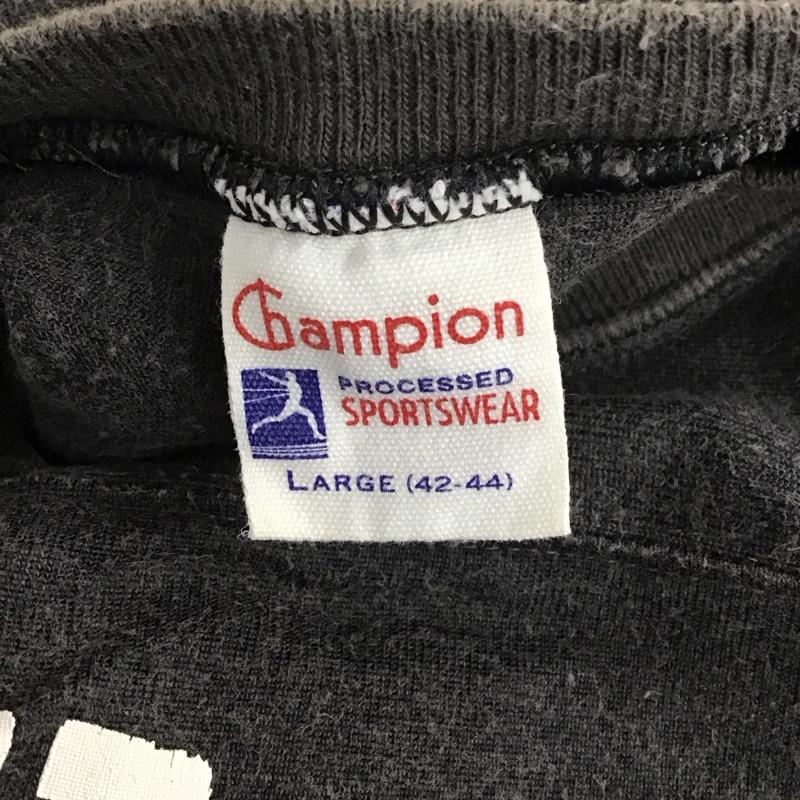 Champion
PROCESSED
SPORTSWEAR
LARGE (42-44)